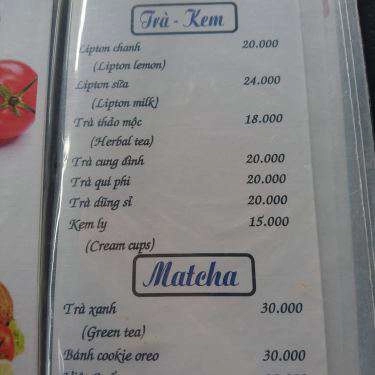 Trà - Kem
Lipton chanh 20.000
(Lipton lemon)
Lipton sữa 24.000
(Lipton milk)
Trà thảo mộc 18.000
(Herbal tea)
Trà cung đình 20.000
Trà quí phi 20.000
Trà dũng sĩ 20.000
Kem ly 15.000
(Cream cups)
Matcha
Trà xanh 30.000
(Green tea)
Bánh cookie oreo 30.000